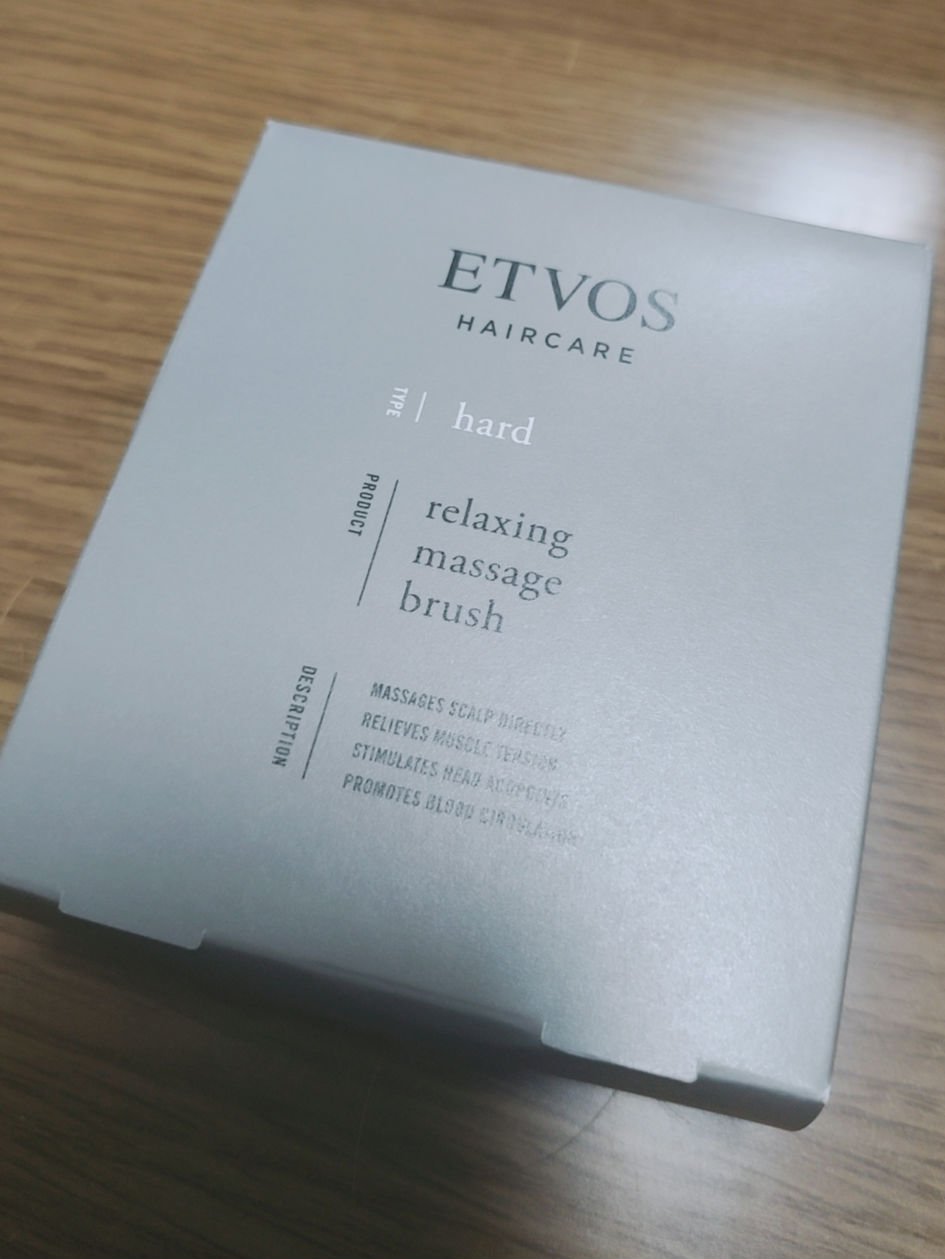 ETVOS
HAIRCARE
TYPE
hard
PRODUCT
relaxing
massage
brush
DESCRIPTION
MASSAGES SCALP DIRECTLY
RELIEVES MUSCLE TENSION
STIMULATES HEAD
PROMOTES BLOOD CIRCULATION